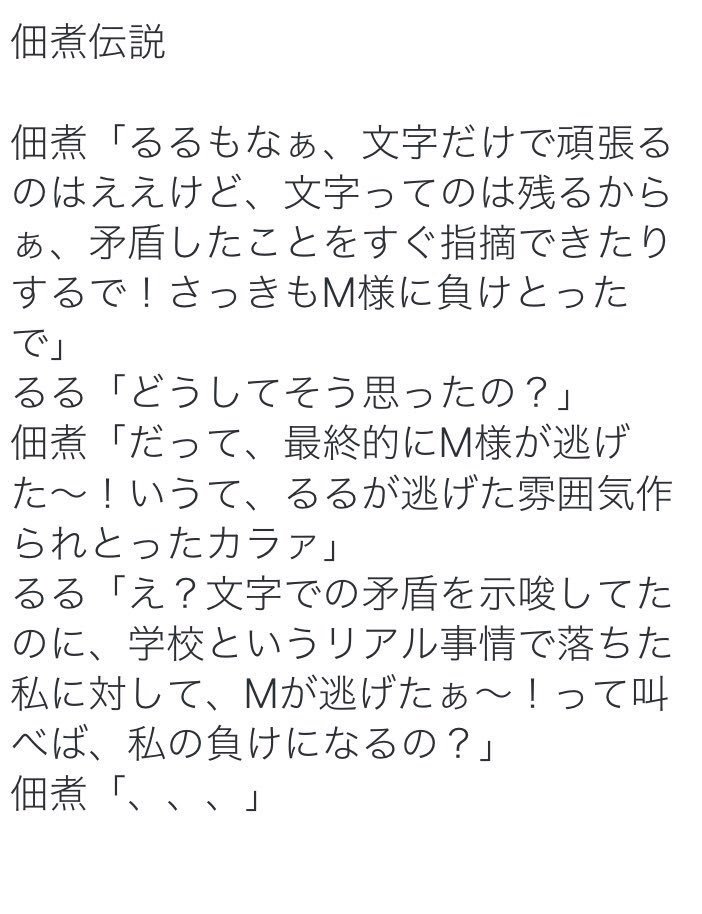 佃煮伝説
佃煮「るるもなぁ、文字だけで頑張る
のはええけど、文字ってのは残るから
ぁ、矛盾したことをすぐ指摘できたり
するで！さっきもM様に負けとった
で」
るる「どうしてそう思ったの？」
佃煮「だって、最終的にM様が逃げ
た〜！いうて、るるが逃げた雰囲気作
られとったカラァ」
るる「え？文字での矛盾を示唆してた
のに、学校というリアル事情で落ちた
私に対して、Mが逃げたぁ〜！って叫
べば、私の負けになるの？」
佃煮「、、、」